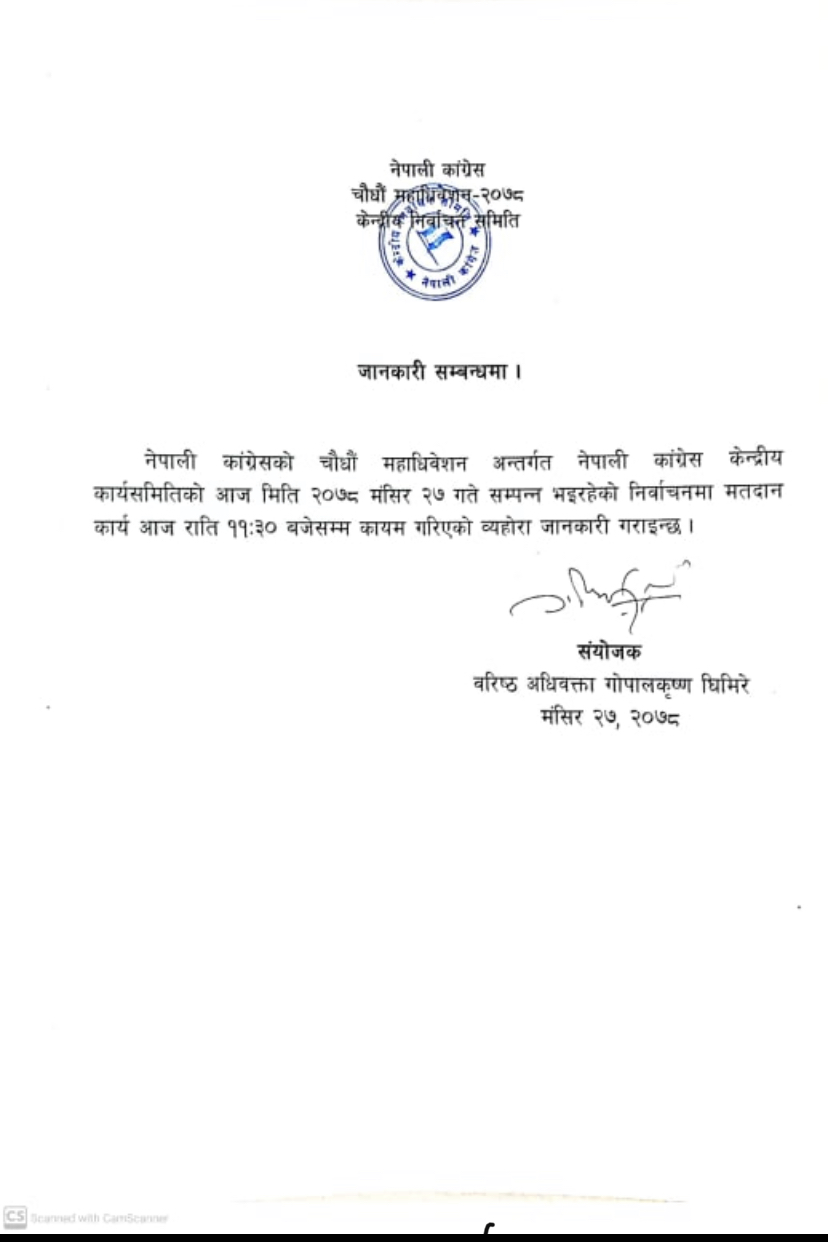 नेपाली कांग्रेस
चौधौं महाधिवेशन-२०७८
केन्द्रीय निर्वाचन समिति
नेपाली कांग्रेस
जानकारी सम्बन्धमा ।
नेपाली कांग्रेसको चौधौं महाधिवेशन अन्तर्गत नेपाली कांग्रेस केन्द्रीय
कार्यसमितिको आज मिति २०७८ मंसिर २७ गते सम्पन्न भइरहेको निर्वाचनमा मतदान
कार्य आज राति ११:३० बजेसम्म कायम गरिएको व्यहोरा जानकारी गराइन्छ ।
संयोजक
वरिष्ठ अधिवक्ता गोपालकृष्ण घिमिरे
मंसिर २७, २०७८
CS Scanned with CamScanner